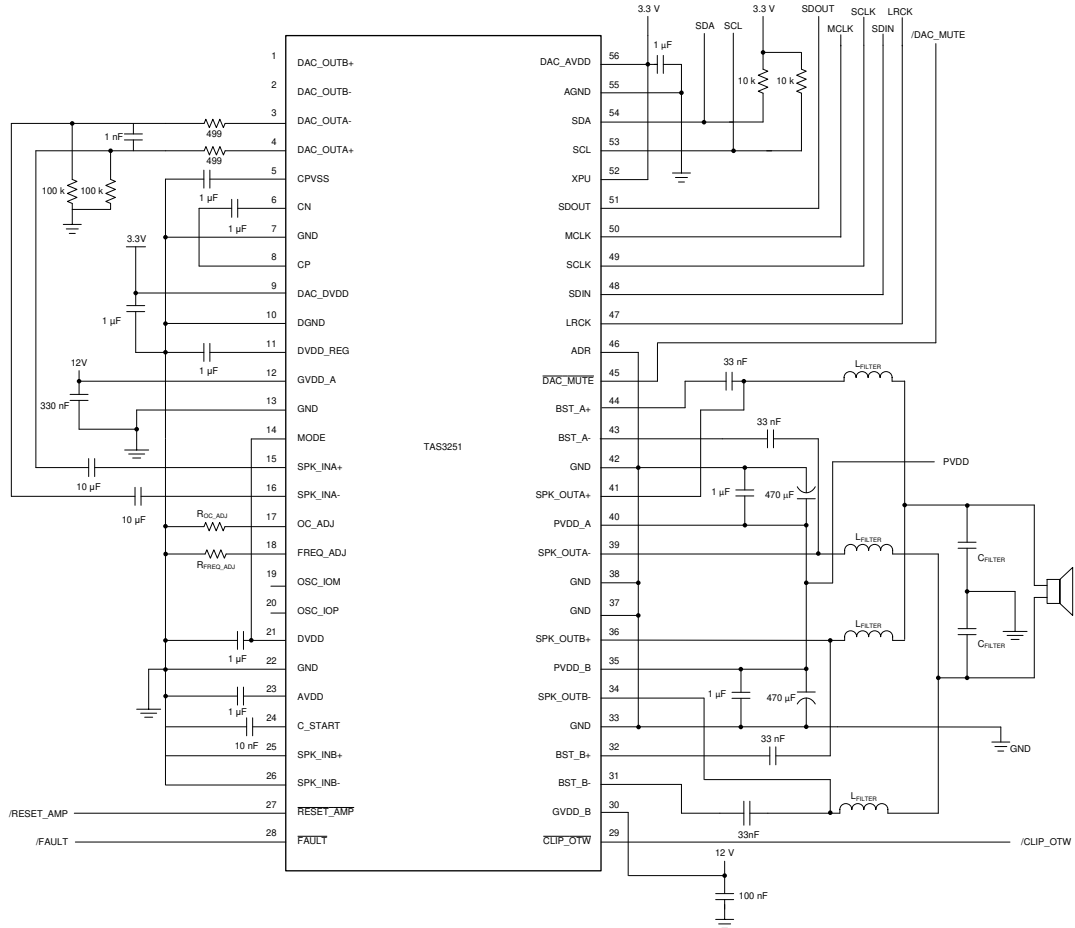 3.3 V
3.3 V
SDOUT
SCLK
LRCK
SDA
SCL
MCLK
SDIN
/DAC_MUTE
1 µF
10 k
10 k
1
DAC_OUTB+
2
DAC_OUTB-
3
DAC_OUTA-
4
DAC_OUTA+
5
CPVSS
6
CN
7
GND
8
CP
9
DAC_DVDD
10
DGND
11
DVDD_REG
12
GVDD_A
13
GND
14
MODE
15
SPK_INA+
16
SPK_INA-
17
OC_ADJ
18
FREQ_ADJ
19
OSC_IOM
20
OSC_IOP
21
DVDD
22
GND
23
AVDD
24
C_START
25
SPK_INB+
26
SPK_INB-
27
RESET_AMP
28
FAULT
TAS3251
DAC_AVDD
56
AGND
55
SDA
54
SCL
53
XPU
52
SDOUT
51
MCLK
50
SCLK
49
SDIN
48
LRCK
47
ADR
46
DAC_MUTE
45
BST_A+
44
BST_A-
43
GND
42
SPK_OUTA+
41
PVDD_A
40
SPK_OUTA-
39
GND
38
GND
37
SPK_OUTB+
36
PVDD_B
35
SPK_OUTB-
34
GND
33
BST_B+
32
BST_B-
31
GVDD_B
30
CLIP_OTW
29
499
1 nF
499
100 k
100 k
1 µF
1 µF
3.3V
1 µF
1 µF
12V
330 nF
10 µF
10 µF
ROC_ADJ
RFREQ_ADJ
1 µF
1 µF
10 nF
/RESET_AMP
/FAULT
33 nF
LFILTER
33 nF
PVDD
1 µF
470 µF
LFILTER
CFILTER
LFILTER
CFILTER
1 µF
470 µF
33 nF
GND
LFILTER
33nF
/CLIP_OTW
12 V
100 nF